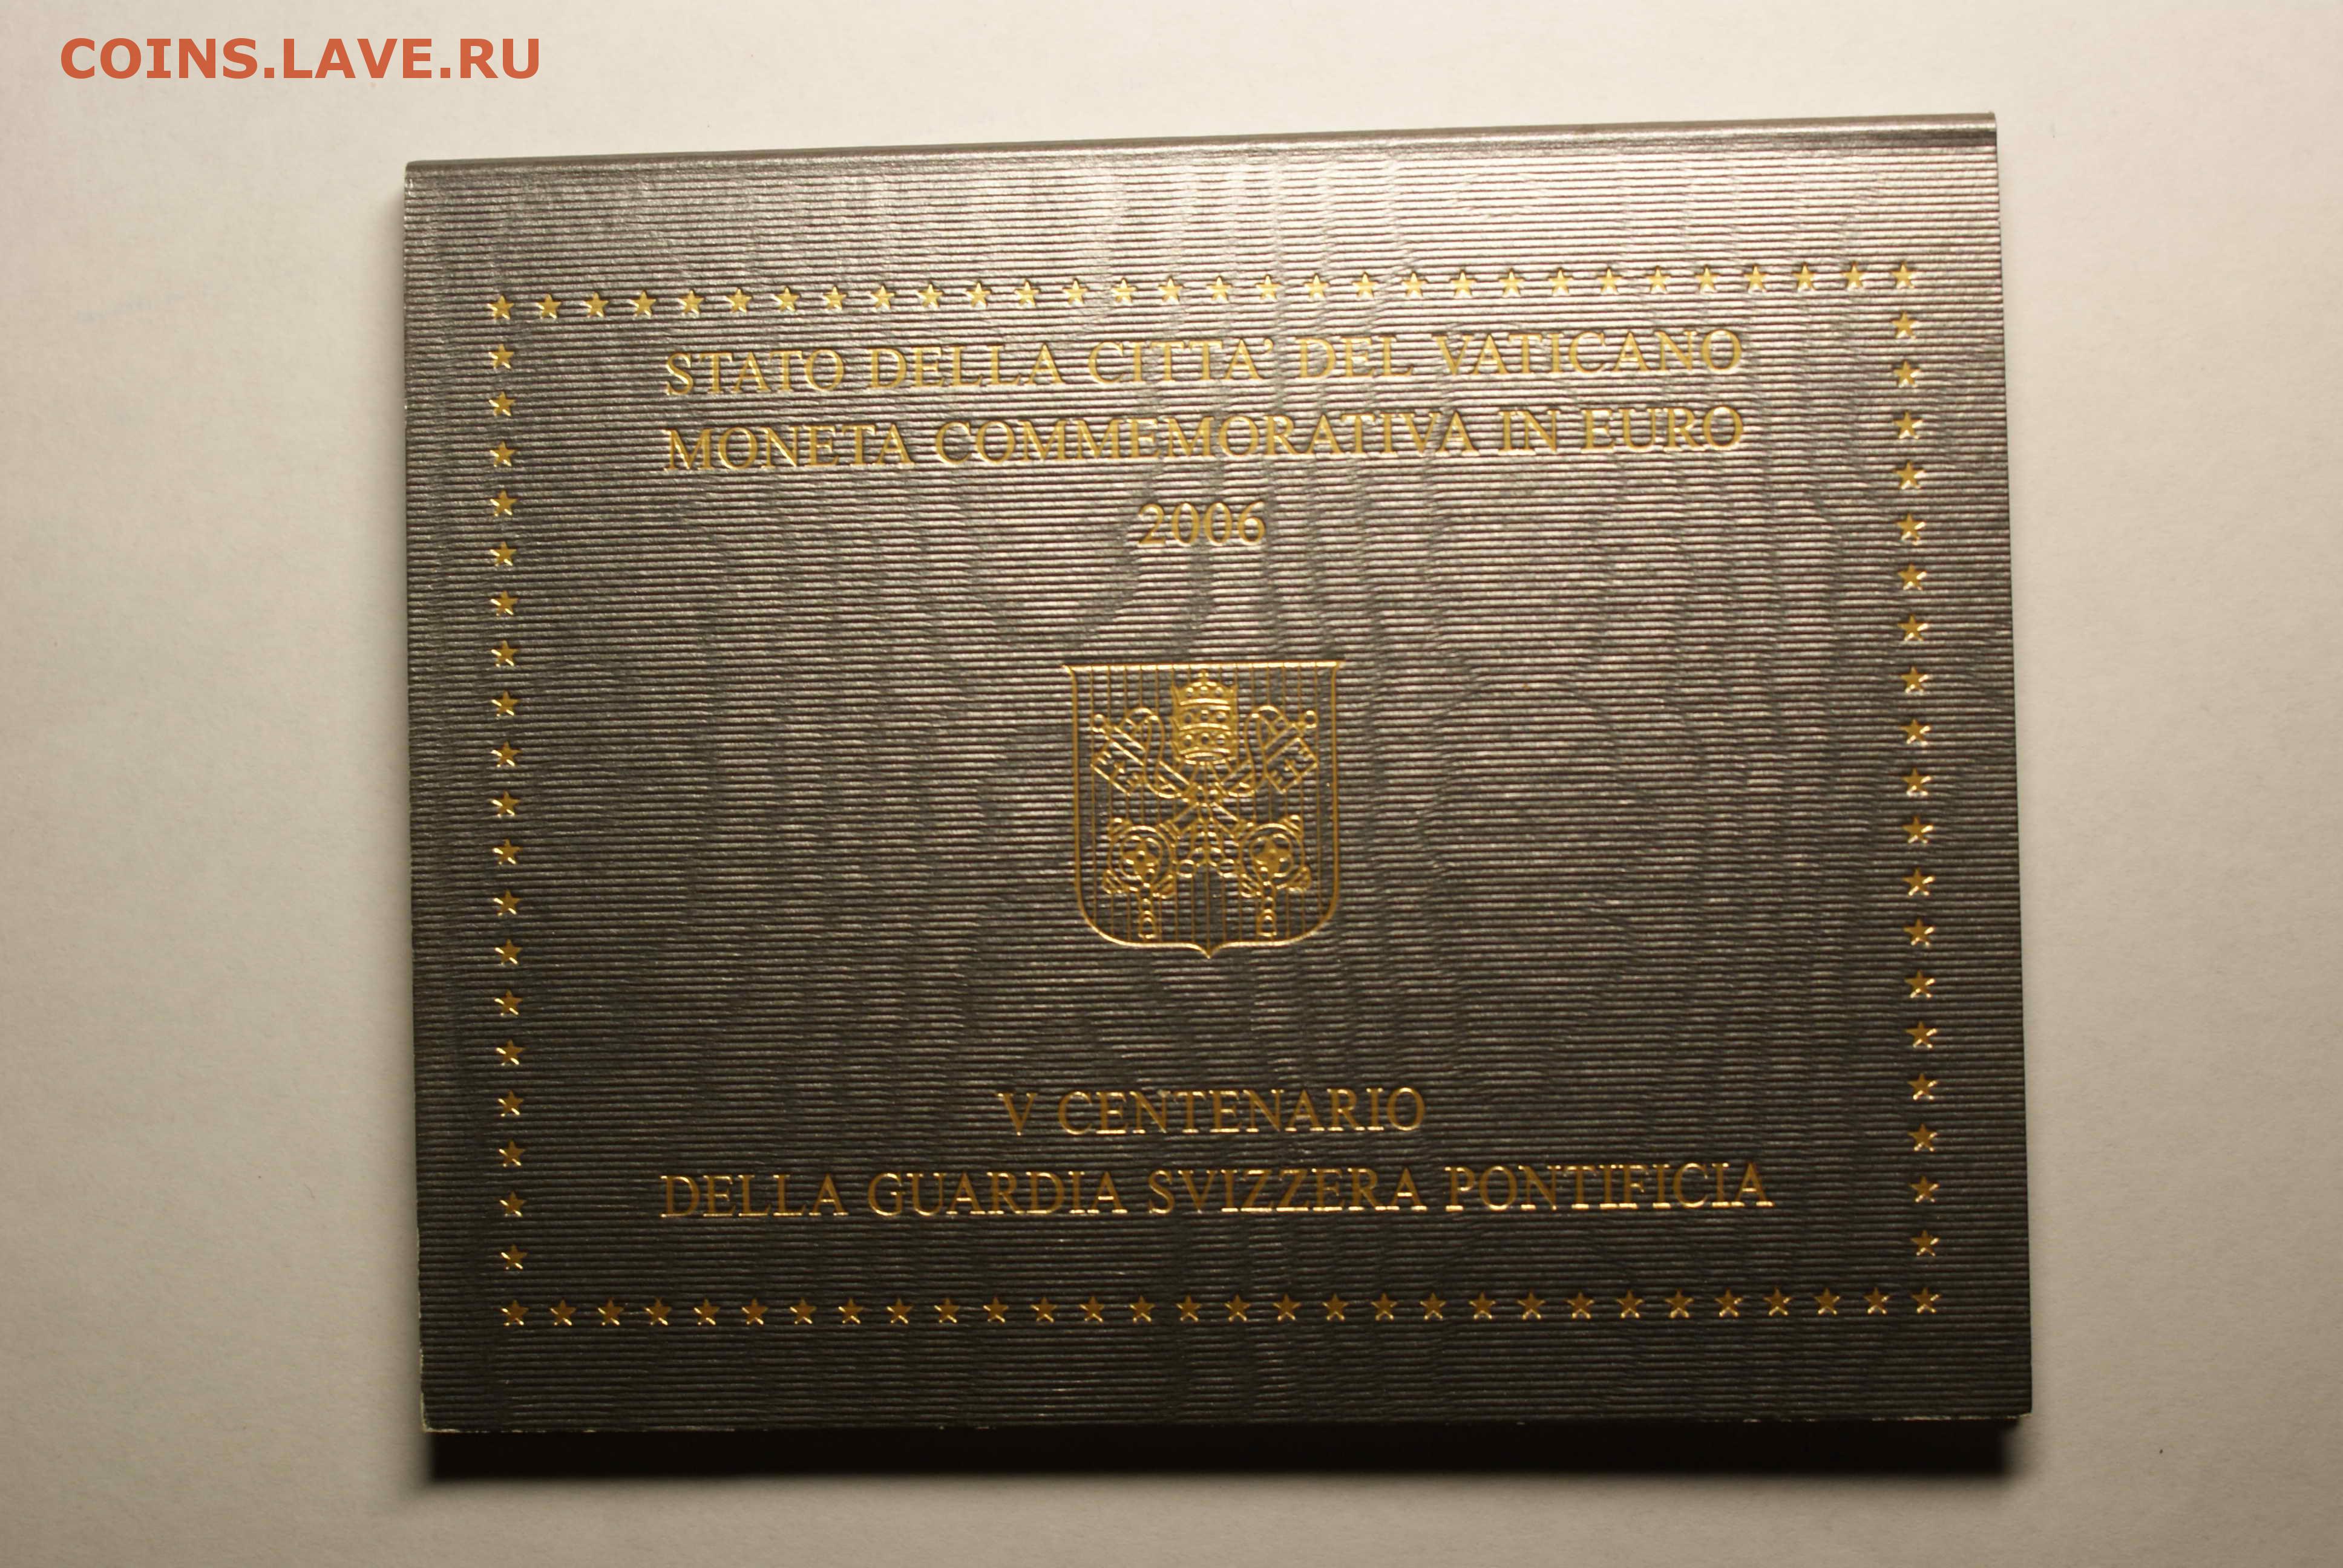 COINS.LAVE.RU
STATO DELLA CITTA' DEL VATICANO
MONETA COMMEMORATIVA IN EURO
2006
V CENTENARIO
DELLA GUARDIA SVIZZERA PONTIFICIA